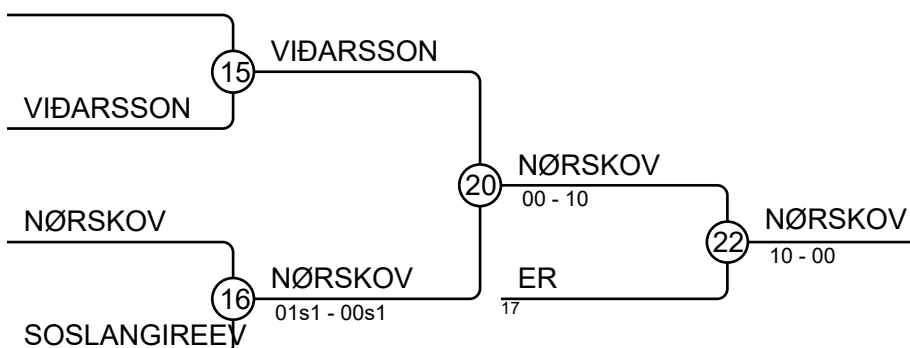 VIÐARSSON
15
VIÐARSSON
NØRSKOV
20
00 - 10
NØRSKOV
NØRSKOV
22
10 - 00
NØRSKOV
16
01s1 - 00s1
ER
17
SOSLANGIREEV